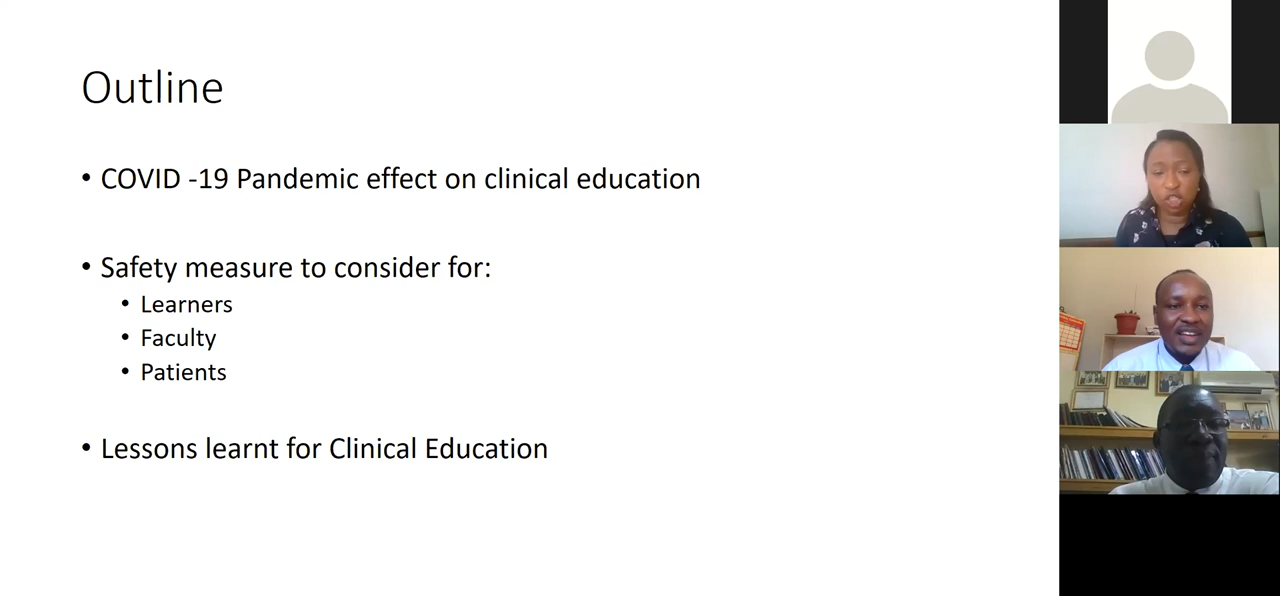 Outline
• COVID -19 Pandemic effect on clinical education
• Safety measure to consider for:
• Learners
• Faculty
• Patients
• Lessons learnt for Clinical Education